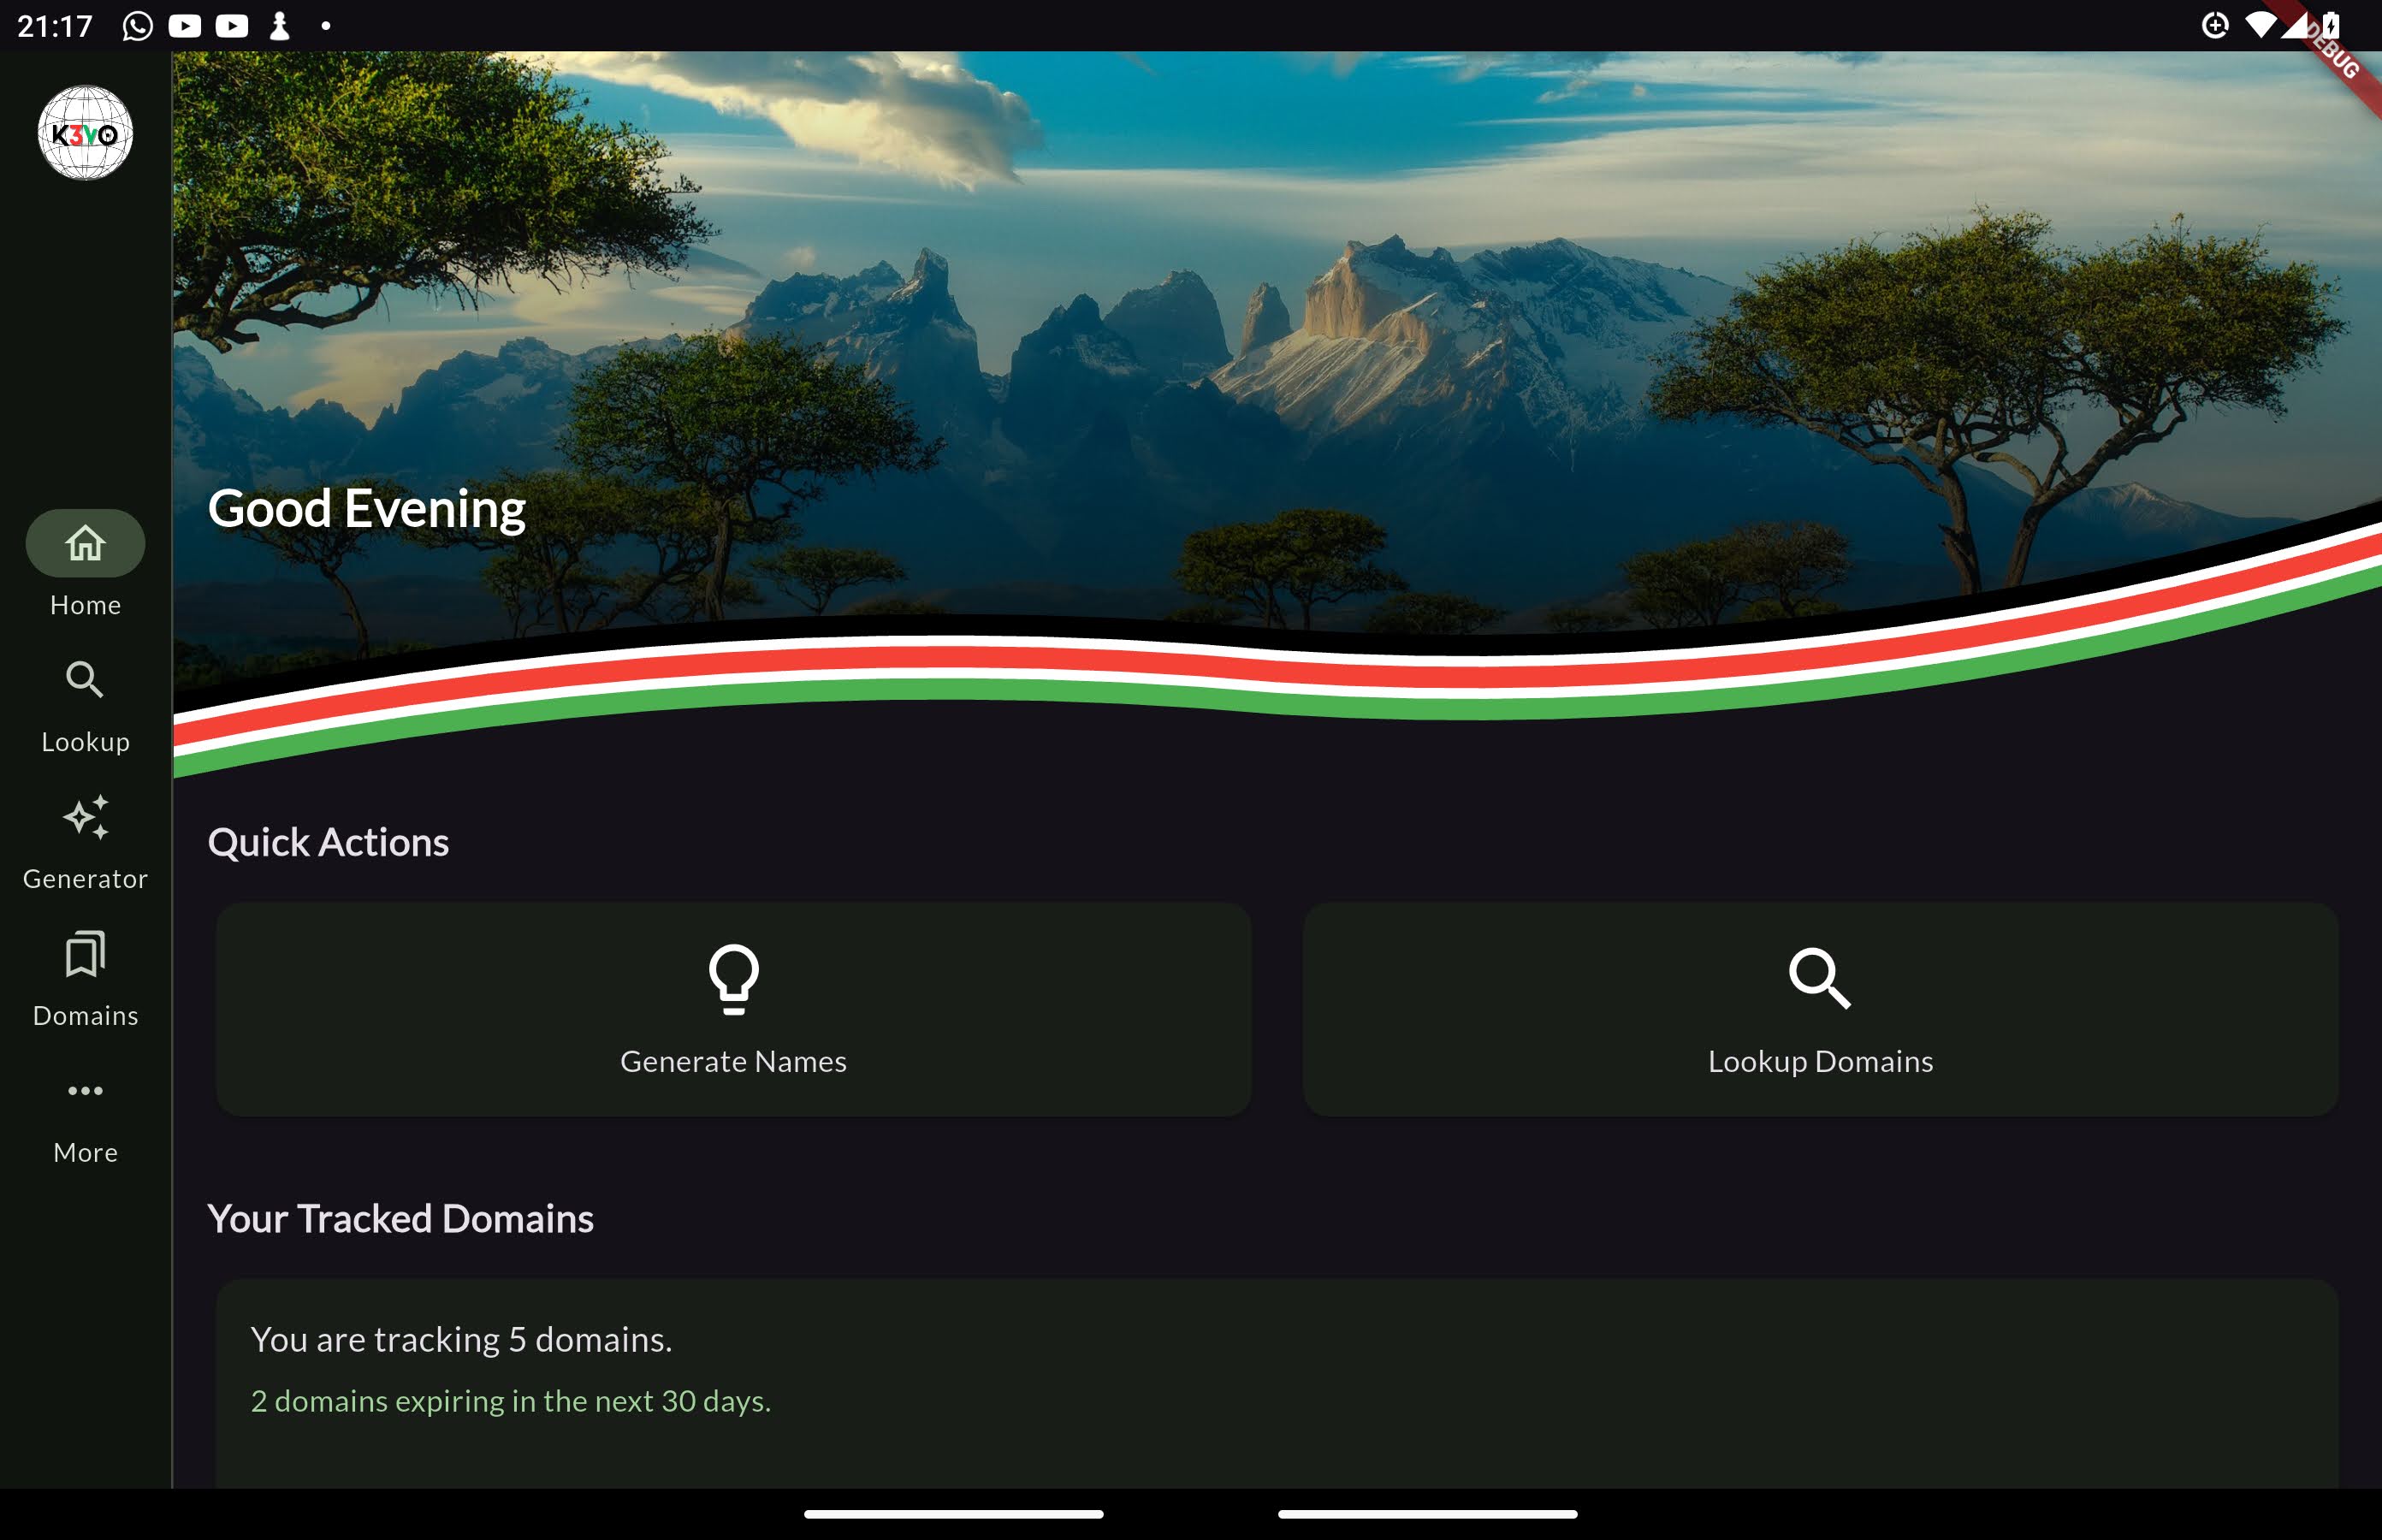 21:17
DEBUG
K3VO
Good Evening
Home
Lookup
Generator
Domains
More
Quick Actions
Generate Names
Lookup Domains
Your Tracked Domains
You are tracking 5 domains.
2 domains expiring in the next 30 days.